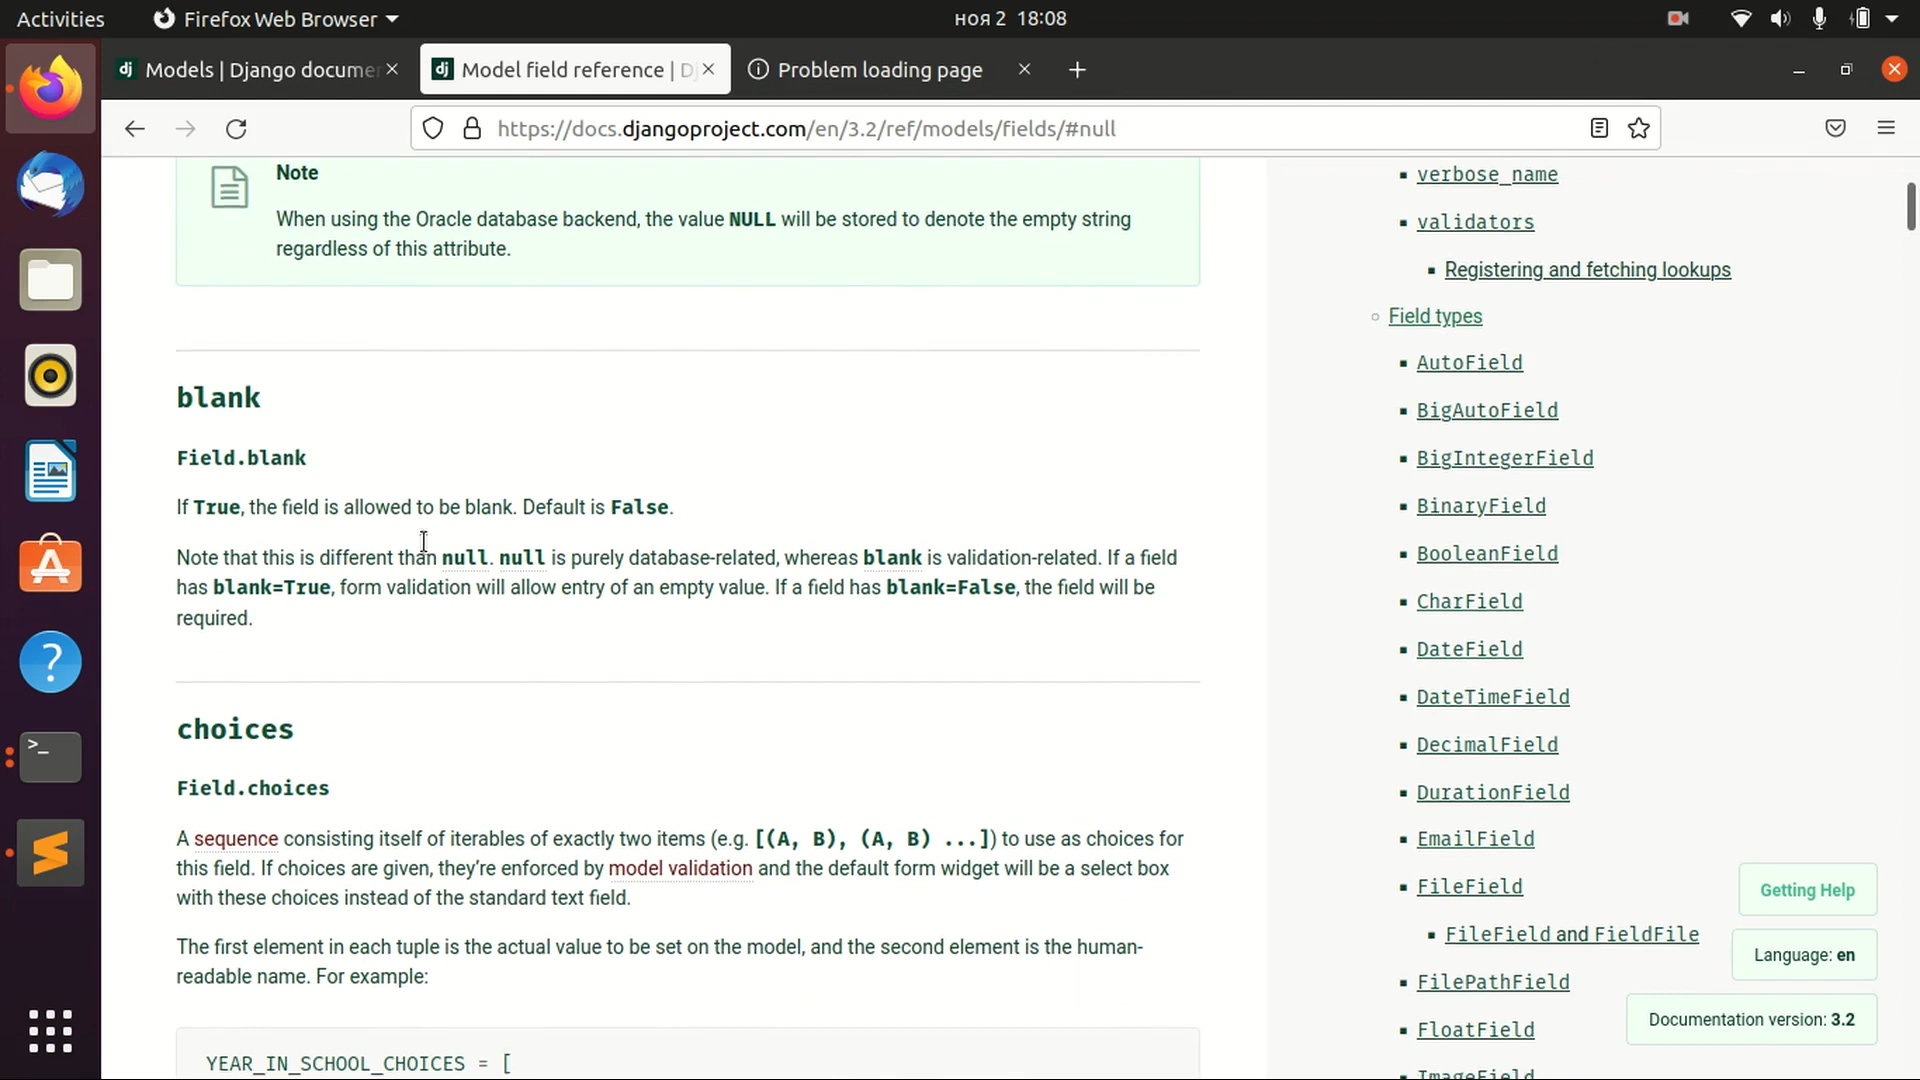 Activities
Firefox Web Browser
ноя 2 18:08
Models | Django docume
Model field reference | D
Problem loading page
https://docs.djangoproject.com/en/3.2/ref/models/fields/#null
Note
When using the Oracle database backend, the value NULL will be stored to denote the empty string
regardless of this attribute.
blank
Field.blank
If True, the field is allowed to be blank. Default is False.
Note that this is different than null. null is purely database-related, whereas blank is validation-related. If a field
has blank=True, form validation will allow entry of an empty value. If a field has blank=False, the field will be
required.
choices
Field.choices
A sequence consisting itself of iterables of exactly two items (e.g. [(A, B), (A, B) ...]) to use as choices for
this field. If choices are given, they’re enforced by model validation and the default form widget will be a select box
with these choices instead of the standard text field.
The first element in each tuple is the actual value to be set on the model, and the second element is the human-
readable name. For example:
YEAR_IN_SCHOOL_CHOICES = [
verbose_name
validators
Registering and fetching lookups
Field types
AutoField
BigAutoField
BigIntegerField
BinaryField
BooleanField
CharField
DateField
DateTimeField
DecimalField
DurationField
EmailField
FileField
FileField and FieldFile
FilePathField
FloatField
ImageField
Getting Help
Language: en
Documentation version: 3.2